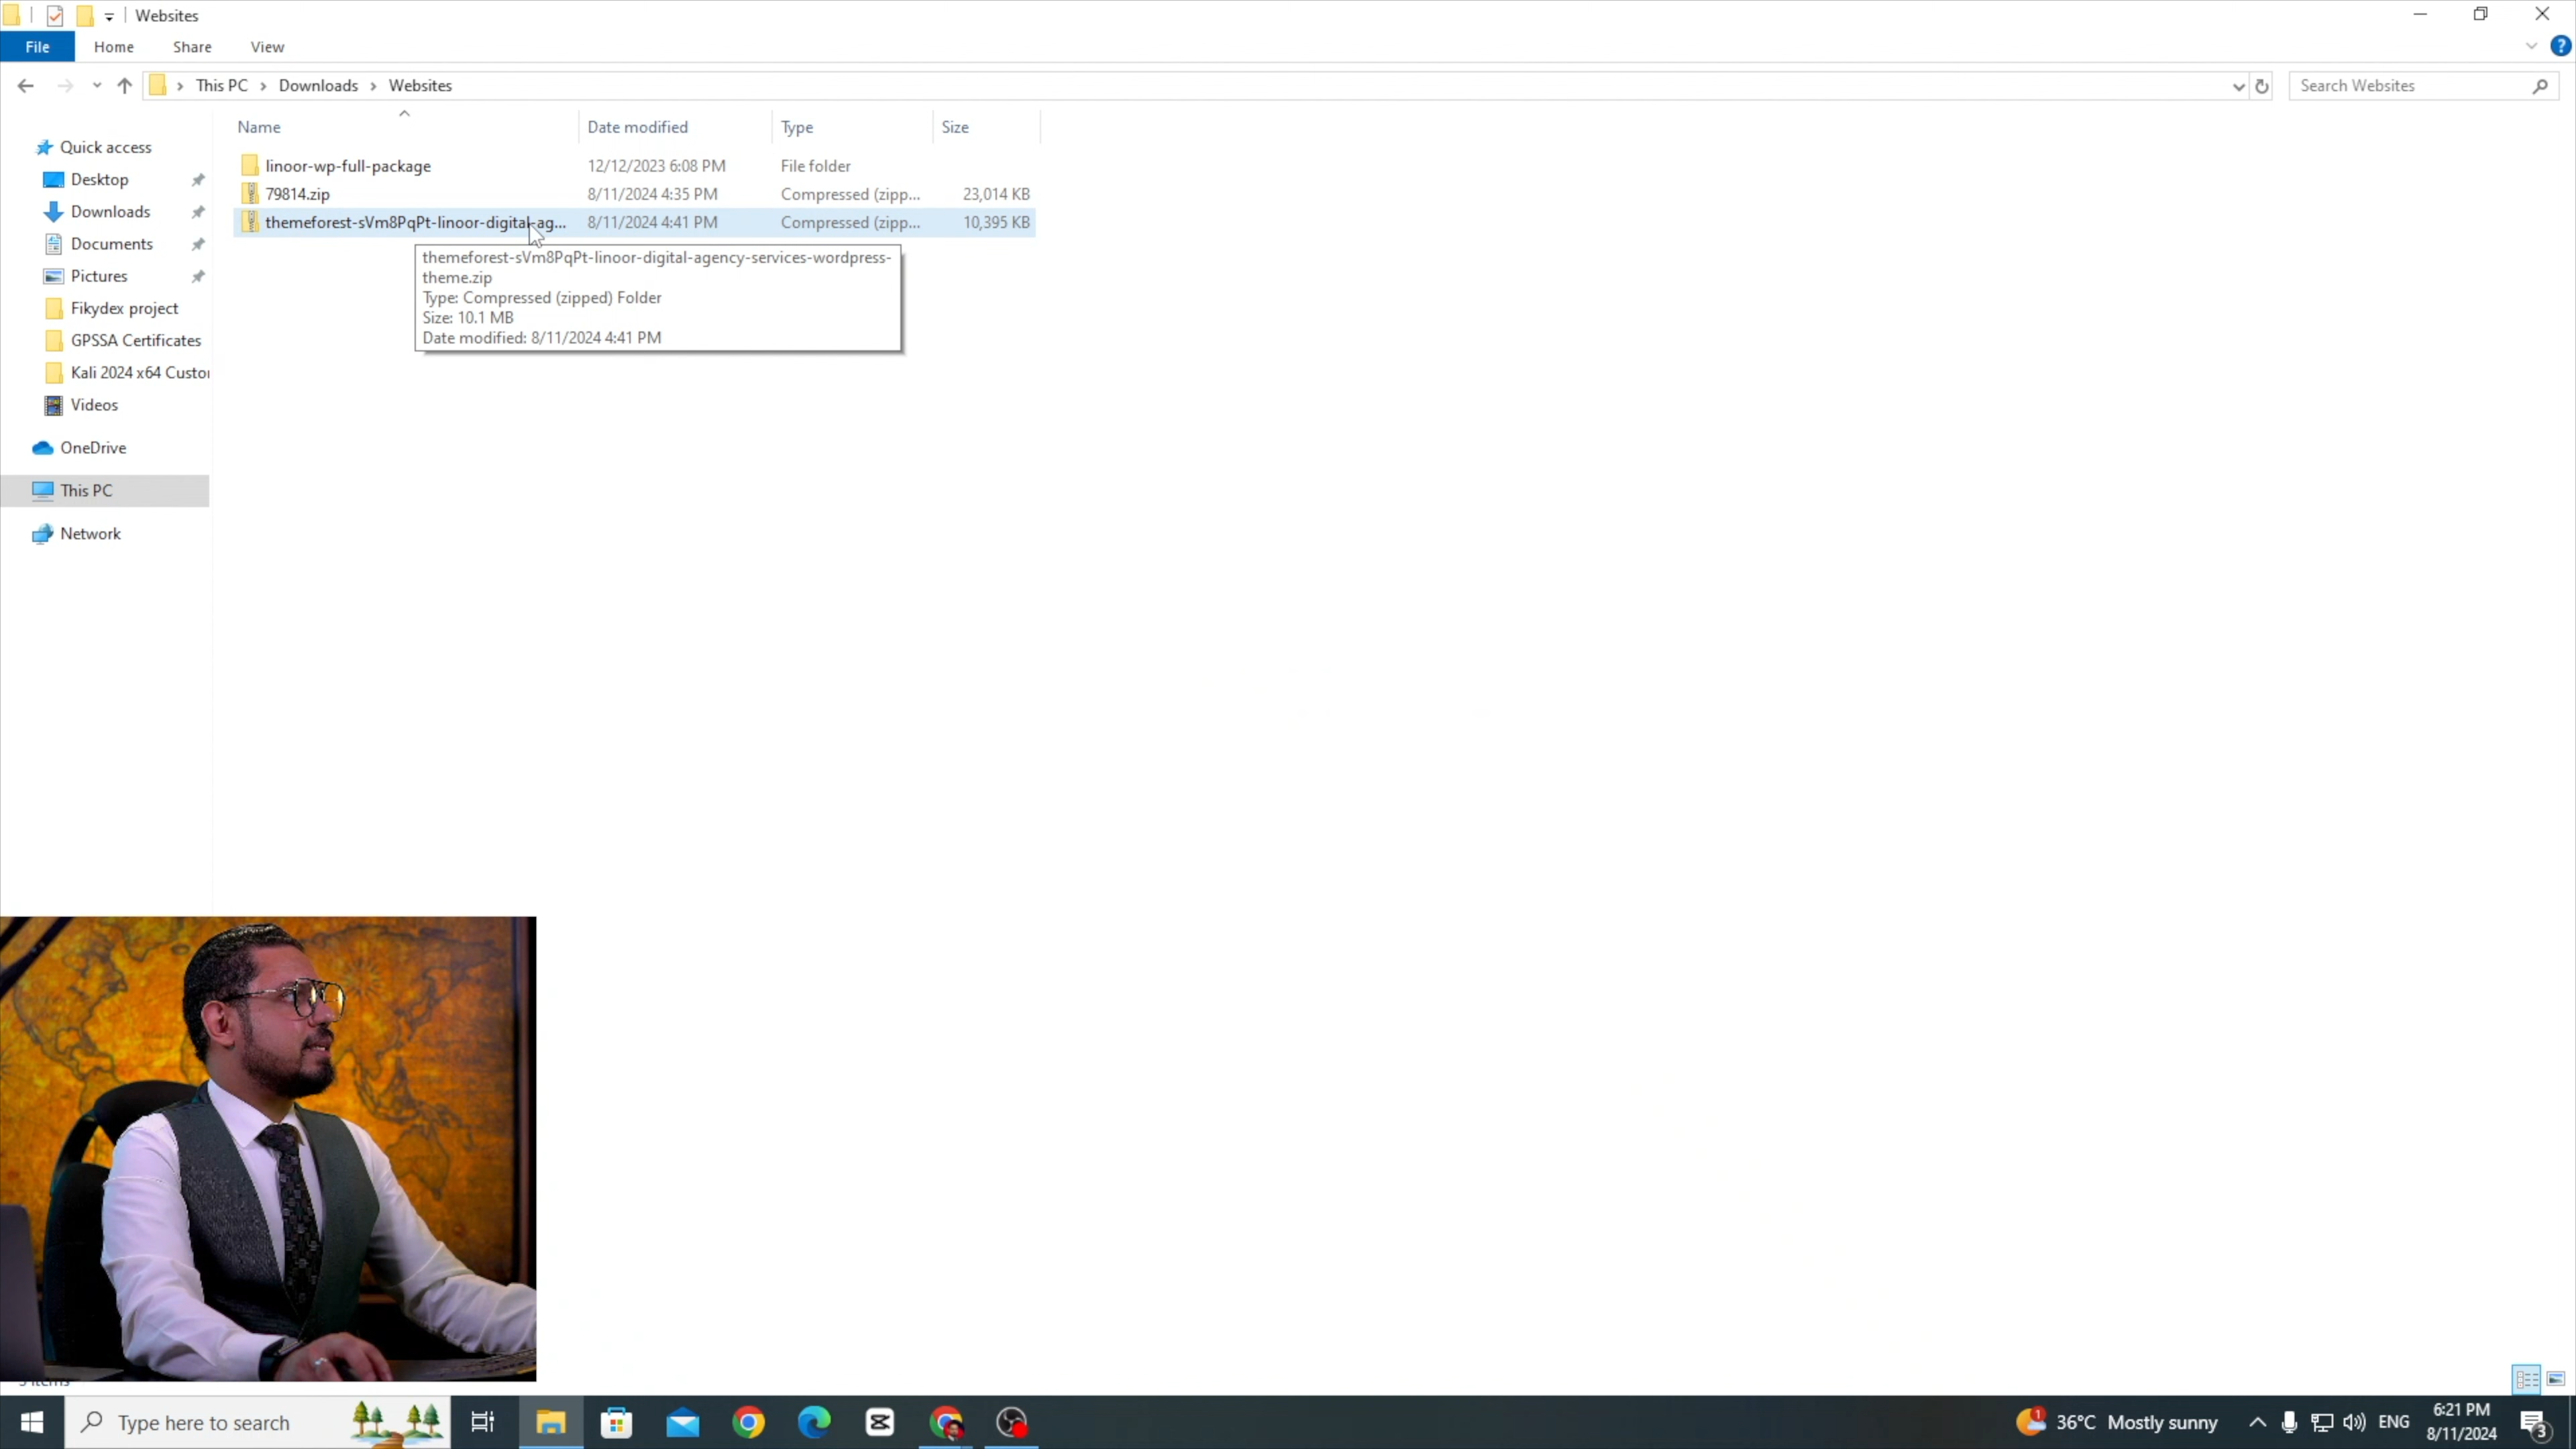 Websites
File Home Share View
This PC Downloads Websites
Search Websites
Name Date modified Type Size
linoor-wp-full-package 12/12/2023 6:08 PM File folder
79814.zip 8/11/2024 4:35 PM Compressed (zipp... 23,014 KB
themeforest-sVm8PqPt-linoor-digital-ag... 8/11/2024 4:41 PM Compressed (zipp... 10,395 KB
themeforest-sVm8PqPt-linoor-digital-agency-services-wordpress-
theme.zip
Type: Compressed (zipped) Folder
Size: 10.1 MB
Date modified: 8/11/2024 4:41 PM
Quick access
Desktop
Downloads
Documents
Pictures
Fikydex project
GPSSA Certificates
Kali 2024 x64 Custo
Videos
OneDrive
This PC
Network
Type here to search
1
36°C Mostly sunny
ENG
6:21 PM
8/11/2024
3